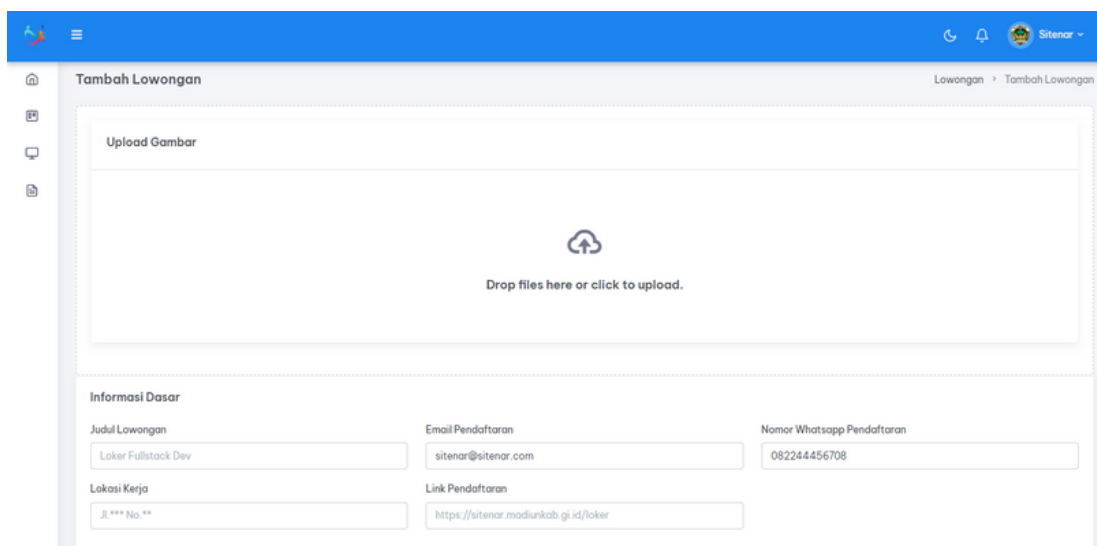 Sitenar
Tambah Lowongan
Lowongan > Tambah Lowongan
Upload Gambar
Drop files here or click to upload.
Informasi Dasar
Judul Lowongan
Email Pendaftaran
Nomor Whatsapp Pendaftaran
Loker Fullstack Dev
sitenar@sitenar.com
082244456708
Lokasi Kerja
Link Pendaftaran
Jl.*** No.**
https://sitenar.madiunkab.gi.id/loker